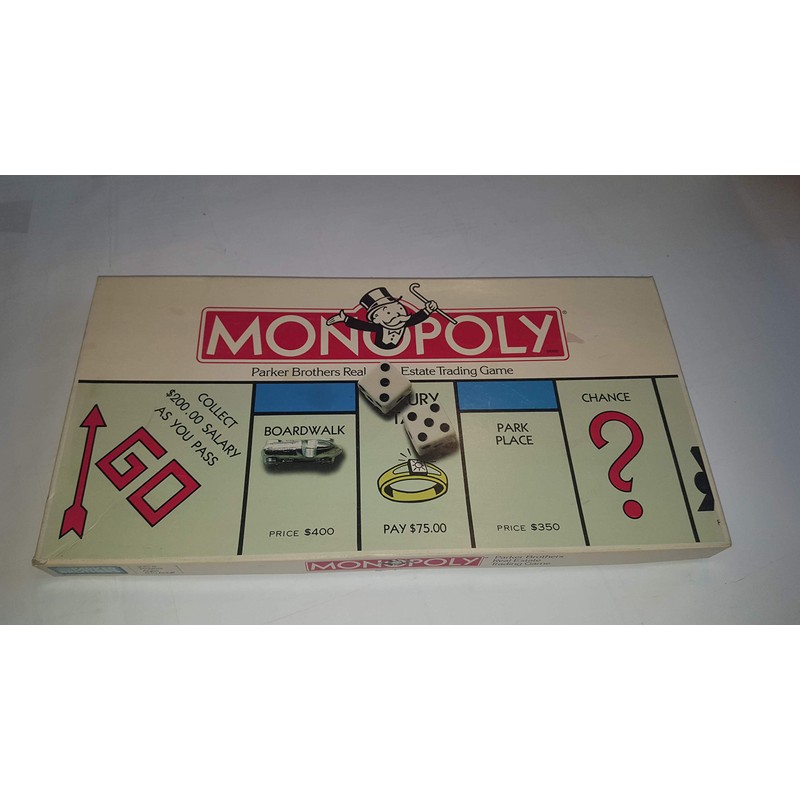 MONOPOLY
Parker Brothers Real Estate Trading Game
COLLECT
$200.00 SALARY
AS YOU PASS
GO
BOARDWALK
PRICE $400
PAY $75.00
PARK
PLACE
PRICE $350
CHANCE
MONOPOLY
Parker Brothers
Real Estate
Trading Game